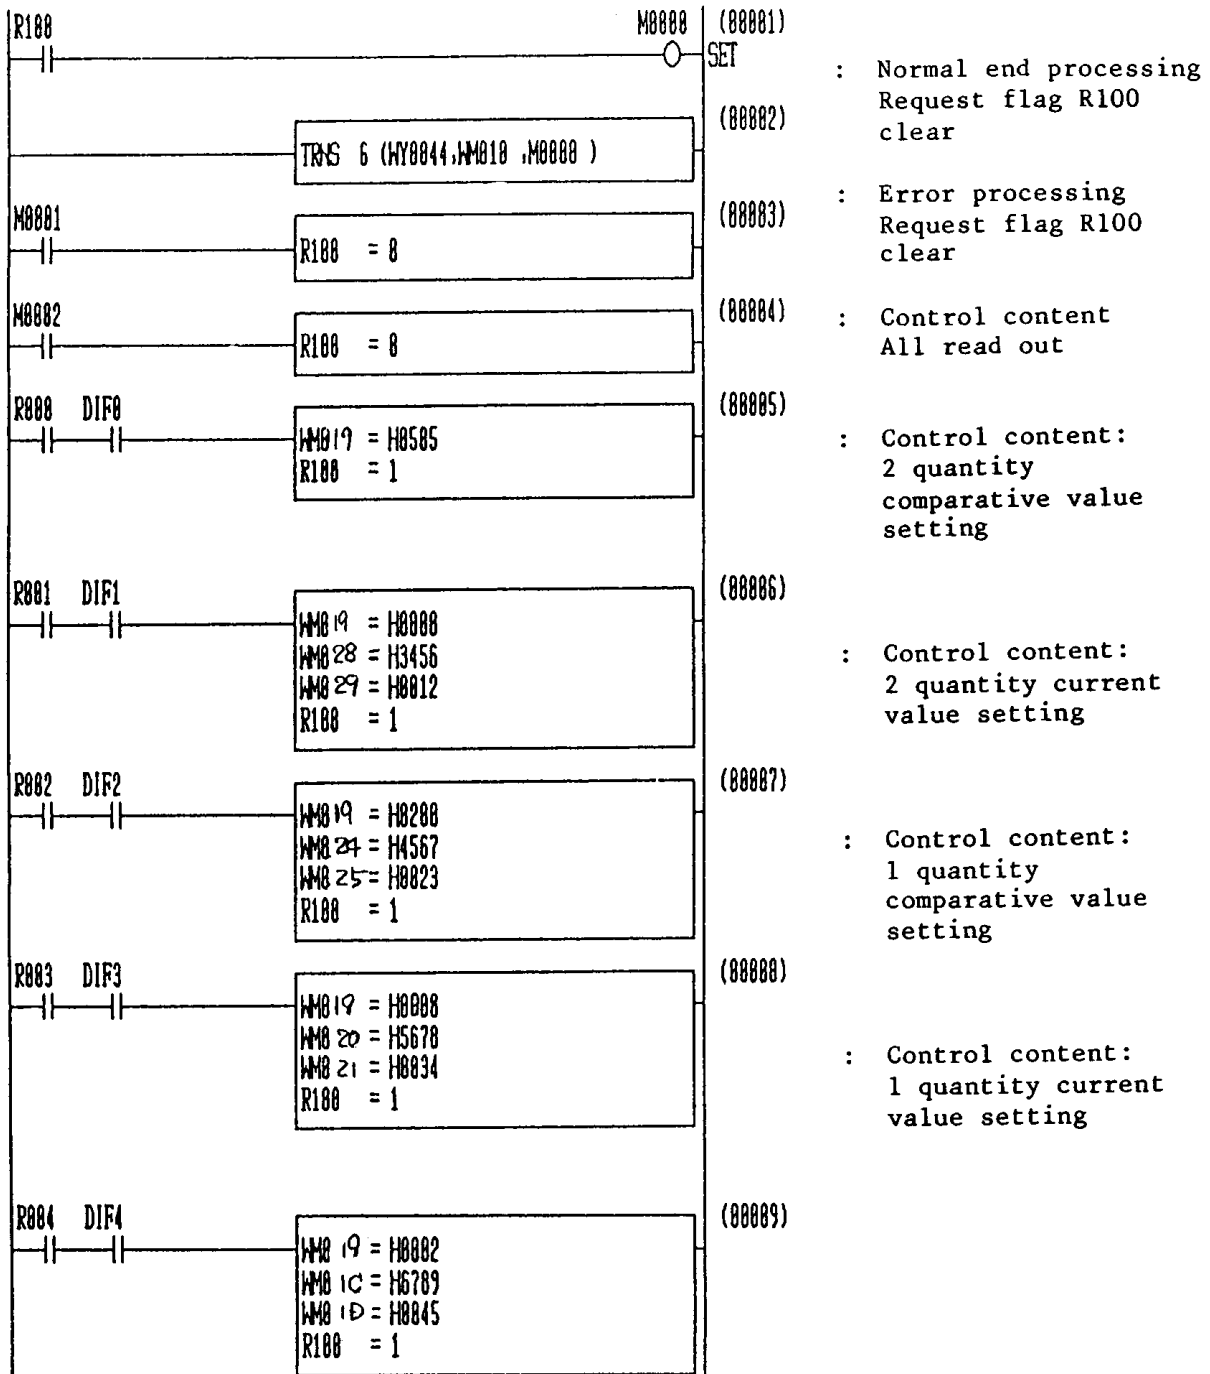 R100
M0000
(00001)
SET
: Normal end processing
Request flag R100
clear
(00002)
TRNS 6 (WY0044,WM010 ,M0000 )
: Error processing
Request flag R100
clear
M0001
(00003)
R100 = 0
M0002
(00004)
R100 = 0
: Control content
All read out
R000 DIF0
(00005)
WM019 = H0505
R100 = 1
: Control content:
2 quantity
comparative value
setting
R001 DIF1
(00006)
WM019 = H0800
WM028 = H3456
WM029 = H0012
R100 = 1
: Control content:
2 quantity current
value setting
R002 DIF2
(00007)
WM019 = H0200
WM024 = H4567
WM025 = H0023
R100 = 1
: Control content:
1 quantity
comparative value
setting
R003 DIF3
(00008)
WM019 = H0008
WM020 = H5678
WM021 = H0034
R100 = 1
: Control content:
1 quantity current
value setting
R004 DIF4
(00009)
WM019 = H0002
WM01C = H6789
WM01D = H0045
R100 = 1